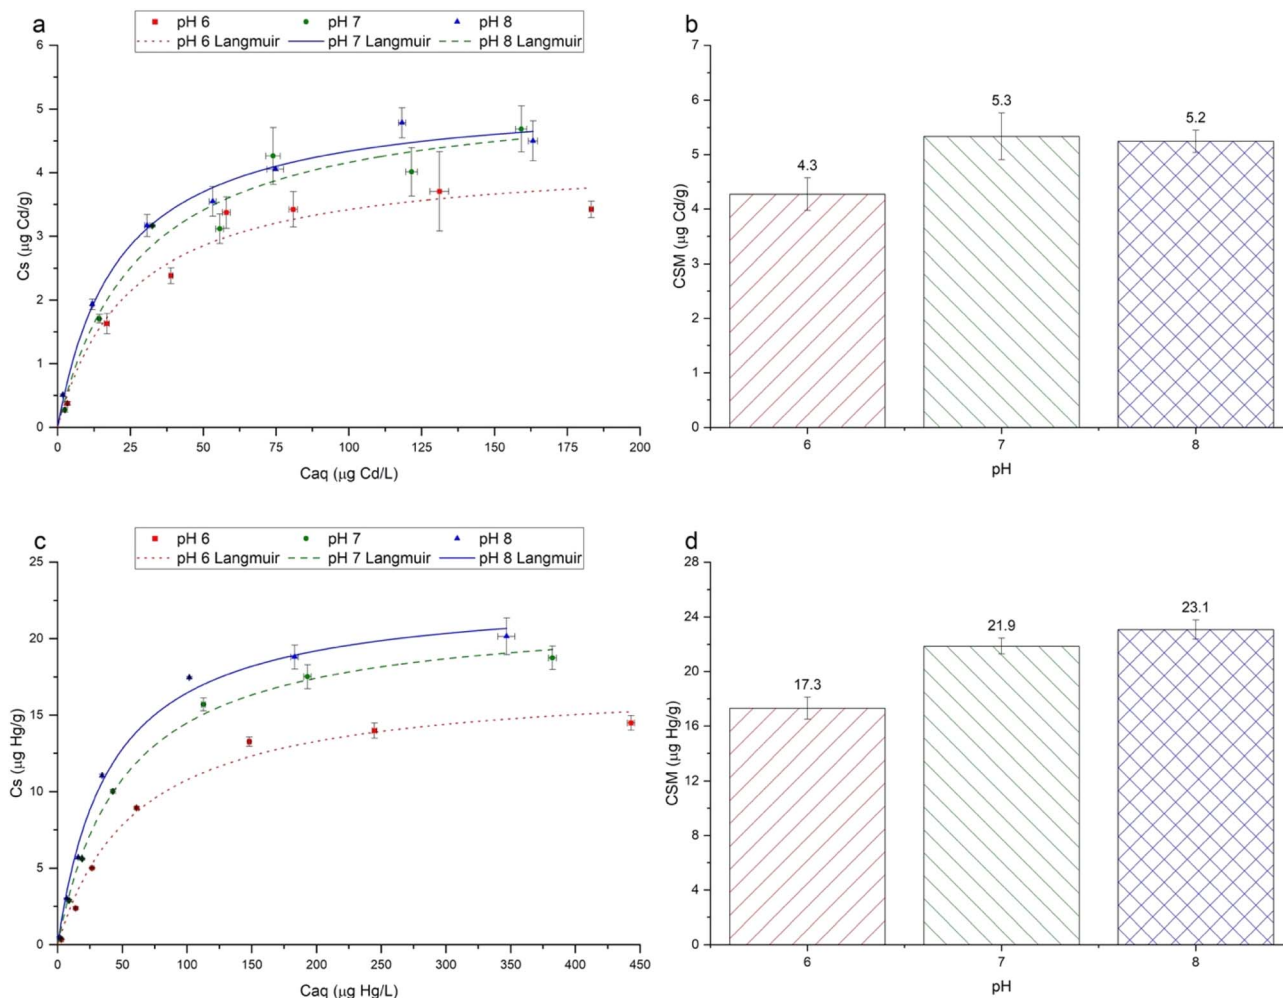 a
pH 6 pH 7 pH 8
pH 6 Langmuir pH 7 Langmuir pH 8 Langmuir
6
5
4
3
2
1
0
Cs (μg Cd/g)
0 25 50 75 100 125 150 175 200
Caq (μg Cd/L)
b
7
6
5
4
3
2
1
0
CSM (μg Cd/g)
4.3 5.3 5.2
6 7 8
pH
c
pH 6 pH 7 pH 8
pH 6 Langmuir pH 7 Langmuir pH 8 Langmuir
25
20
15
10
5
0
Cs (μg Hg/g)
0 50 100 150 200 250 300 350 400 450
Caq (μg Hg/L)
d
28
24
20
16
12
8
4
0
CSM (μg Hg/g)
17.3 21.9 23.1
6 7 8
pH